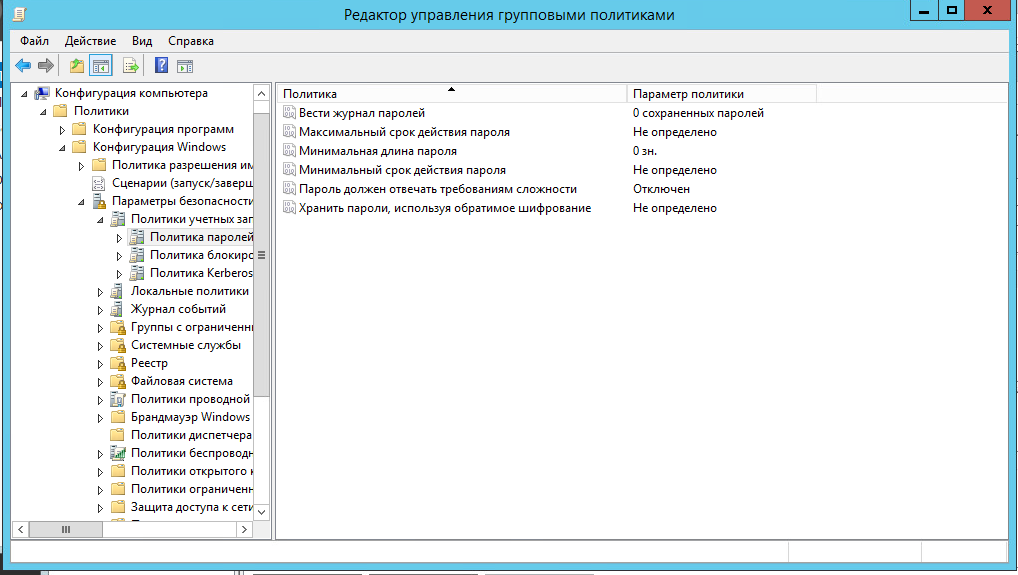 Редактор управления групповыми политиками
Файл Действие Вид Справка
Конфигурация компьютера
Политики
Конфигурация программ
Конфигурация Windows
Политика разрешения им
Сценарии (запуск/заверш
Параметры безопасности
Политики учетных зап
Политика паролей
Политика блокиро
Политика Kerberos
Локальные политики
Журнал событий
Группы с ограниченн
Системные службы
Реестр
Файловая система
Политики проводной
Брандмауэр Windows
Политики диспетчера
Политики беспроводн
Политики открытого к
Политики ограниченн
Защита доступа к сети
Политика Параметр политики
Вести журнал паролей 0 сохраненных паролей
Максимальный срок действия пароля Не определено
Минимальная длина пароля 0 зн.
Минимальный срок действия пароля Не определено
Пароль должен отвечать требованиям сложности Отключен
Хранить пароли, используя обратимое шифрование Не определено